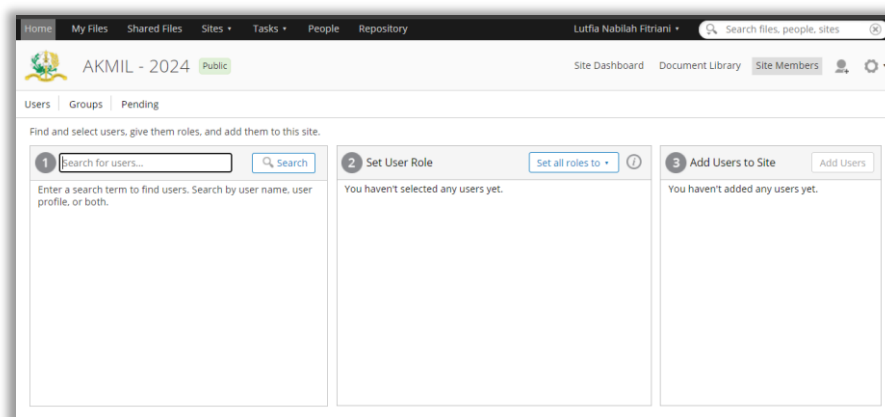 Home My Files Shared Files Sites Tasks People Repository Lutfia Nabilah Fitriani Search files, people, sites
AKMIL - 2024 Public Site Dashboard Document Library Site Members
Users Groups Pending
Find and select users, give them roles, and add them to this site.
1 Search for users... Search 2 Set User Role Set all roles to i 3 Add Users to Site Add Users
Enter a search term to find users. Search by user name, user
profile, or both.
You haven't selected any users yet.
You haven't added any users yet.